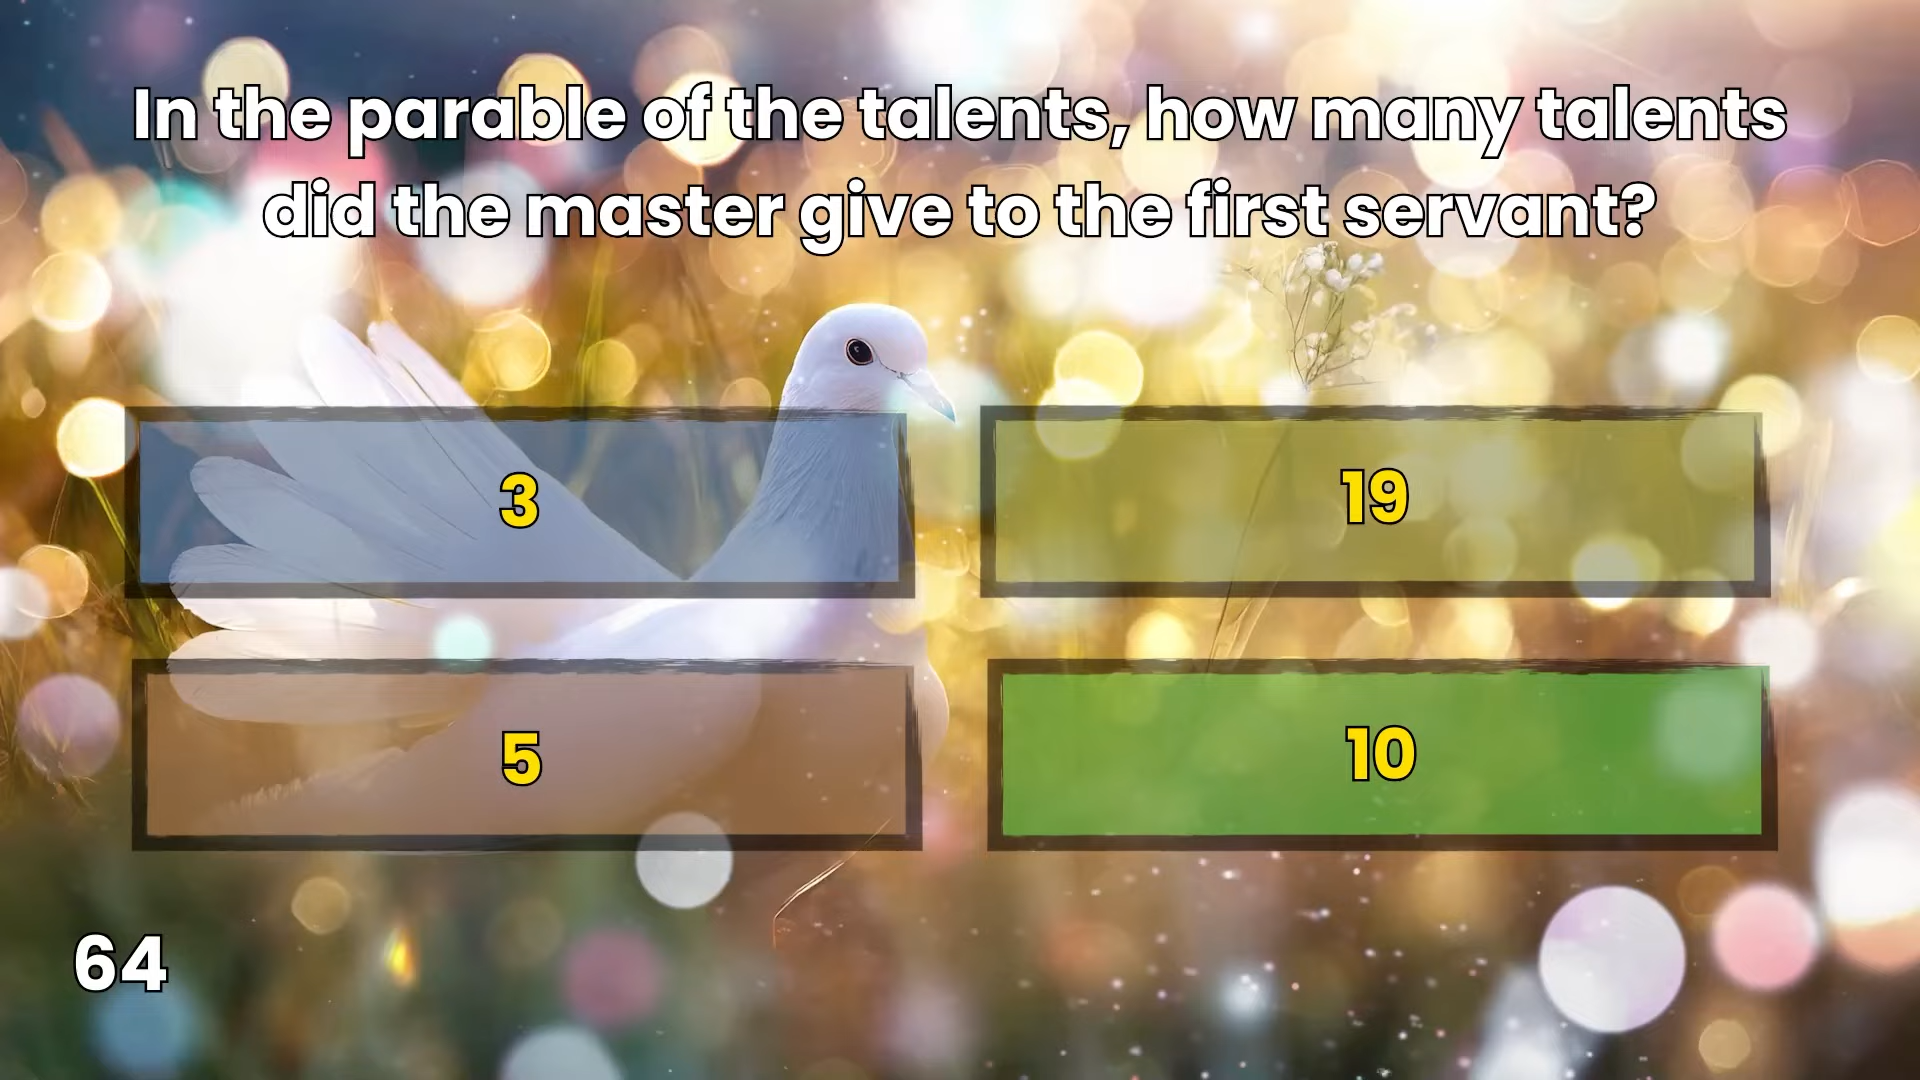 In the parable of the talents, how many talents
did the master give to the first servant?
3
19
5
10
64